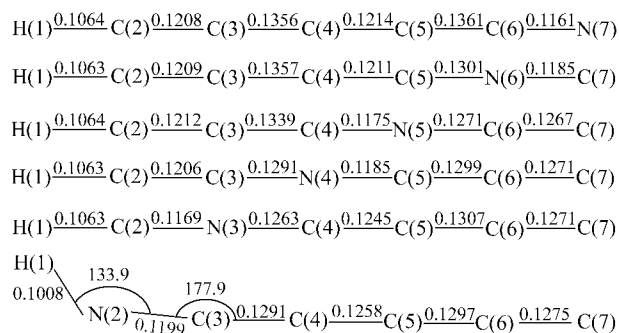 H(1) 0.1064 C(2) 0.1208 C(3) 0.1356 C(4) 0.1214 C(5) 0.1361 C(6) 0.1161 N(7)
H(1) 0.1063 C(2) 0.1209 C(3) 0.1357 C(4) 0.1211 C(5) 0.1301 N(6) 0.1185 C(7)
H(1) 0.1064 C(2) 0.1212 C(3) 0.1339 C(4) 0.1175 N(5) 0.1271 C(6) 0.1267 C(7)
H(1) 0.1063 C(2) 0.1206 C(3) 0.1291 N(4) 0.1185 C(5) 0.1299 C(6) 0.1271 C(7)
H(1) 0.1063 C(2) 0.1169 N(3) 0.1263 C(4) 0.1245 C(5) 0.1307 C(6) 0.1271 C(7)
H(1)
0.1008 133.9 177.9
N(2) 0.1199 C(3) 0.1291 C(4) 0.1258 C(5) 0.1297 C(6) 0.1275 C(7)